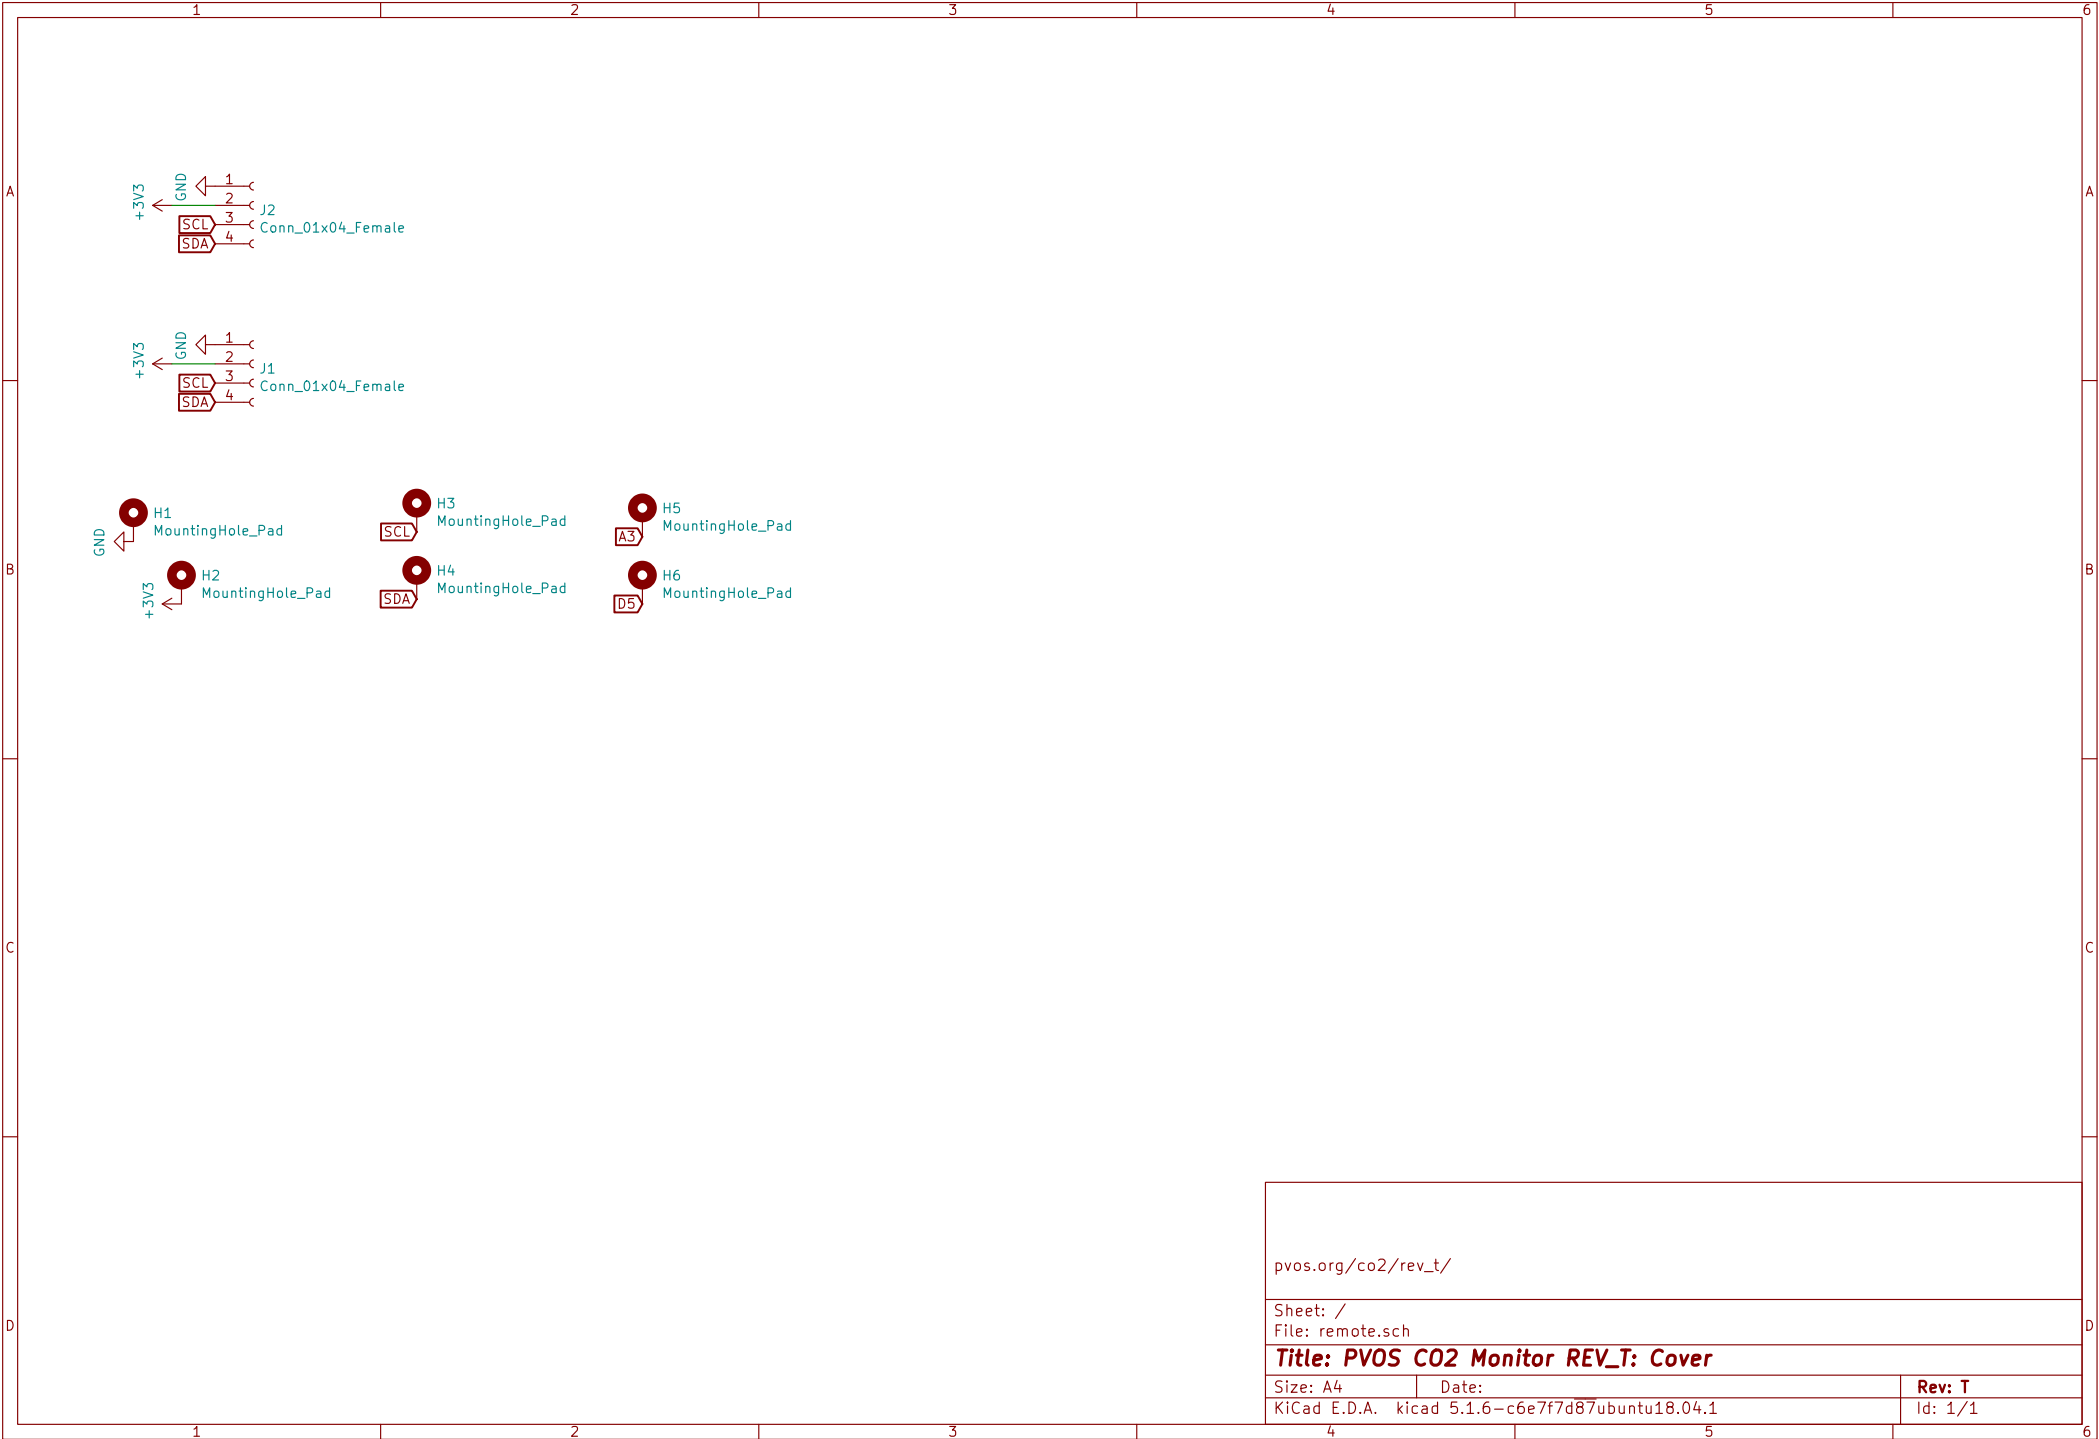 1 2 3 4 5 6
A A
GND
+3V3
1
2
3
4
SCL
SDA
J2
Conn_01x04_Female
GND
+3V3
1
2
3
4
SCL
SDA
J1
Conn_01x04_Female
H1
MountingHole_Pad
GND
H2
MountingHole_Pad
+3V3
H3
MountingHole_Pad
SCL
H4
MountingHole_Pad
SDA
H5
MountingHole_Pad
A3
H6
MountingHole_Pad
D5
B B
C C
D D
pvos.org/co2/rev_t/
Sheet: /
File: remote.sch
Title: PVOS CO2 Monitor REV_T: Cover
Size: A4 Date: Rev: T
KiCad E.D.A. kicad 5.1.6-c6e7f7d87ubuntu18.04.1 Id: 1/1
1 2 3 4 5 6